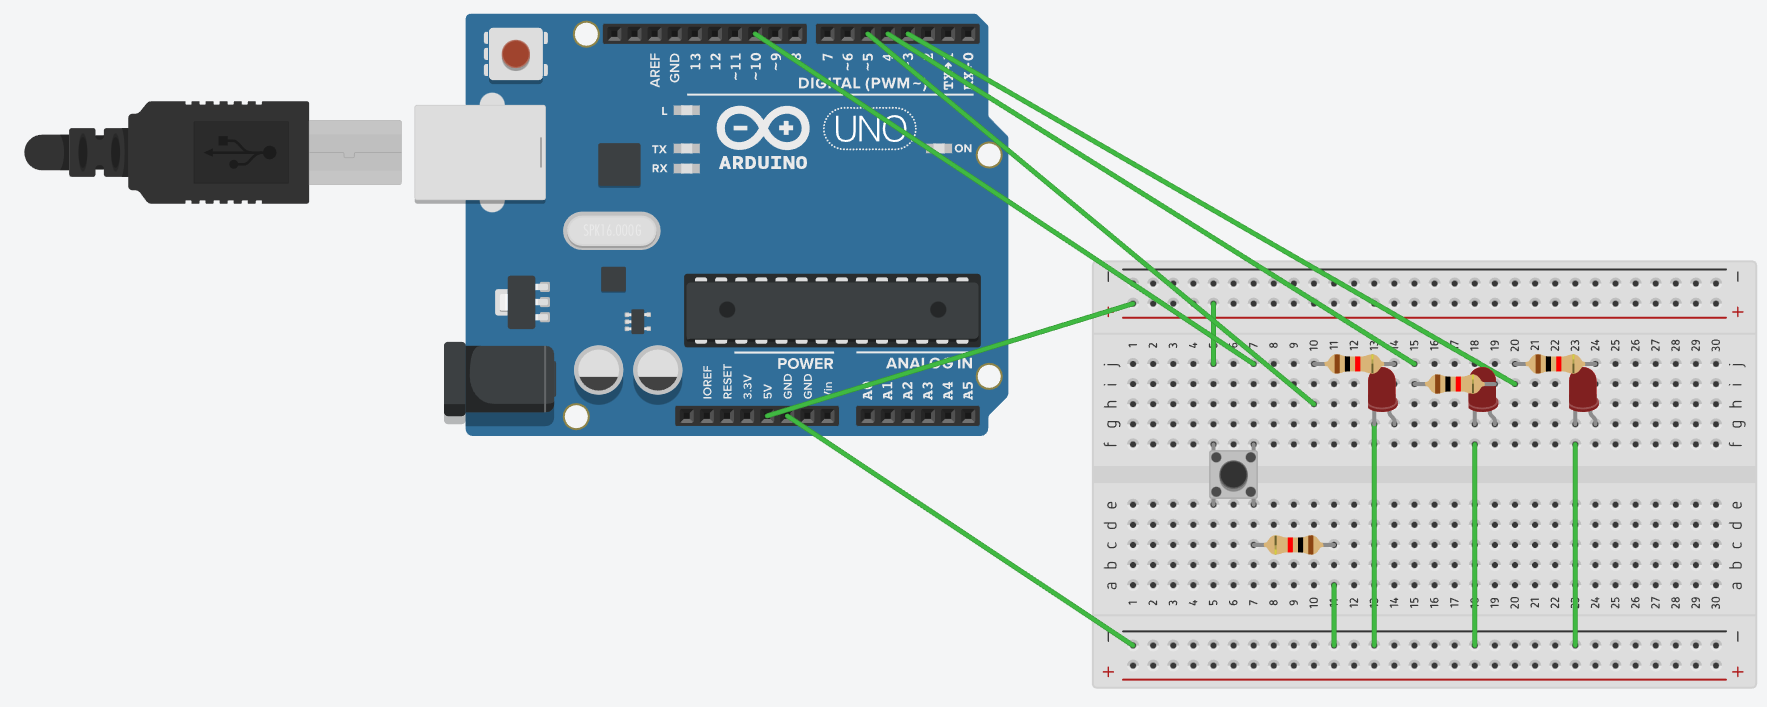 AREF
GND
13
12
~11
~10
~9
8
7
~6
~5
4
3
2
TX→1
RX←0
DIGITAL (PWM~)
L
TX
RX
ARDUINO
UNO
ON
SPK16.000G
POWER
ANALOG IN
IOREF
RESET
3.3V
5V
GND
GND
Vin
A0
A1
A2
A3
A4
A5
− −
+ +
1 2 3 4 5 6 7 8 9 10 11 12 13 14 15 16 17 18 19 20 21 22 23 24 25 26 27 28 29 30
j j
i i
h h
g g
f f
e e
d d
c c
b b
a a
1 2 3 4 5 6 7 8 9 10 11 12 13 14 15 16 17 18 19 20 21 22 23 24 25 26 27 28 29 30
− −
+ +